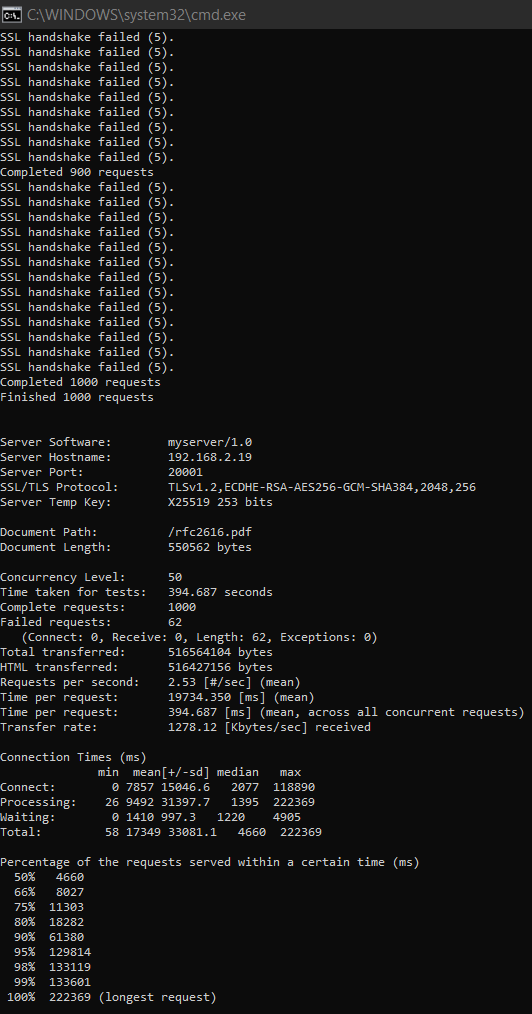 C:\WINDOWS\system32\cmd.exe
SSL handshake failed (5).
SSL handshake failed (5).
SSL handshake failed (5).
SSL handshake failed (5).
SSL handshake failed (5).
SSL handshake failed (5).
SSL handshake failed (5).
SSL handshake failed (5).
SSL handshake failed (5).
Completed 900 requests
SSL handshake failed (5).
SSL handshake failed (5).
SSL handshake failed (5).
SSL handshake failed (5).
SSL handshake failed (5).
SSL handshake failed (5).
SSL handshake failed (5).
SSL handshake failed (5).
SSL handshake failed (5).
SSL handshake failed (5).
SSL handshake failed (5).
SSL handshake failed (5).
SSL handshake failed (5).
Completed 1000 requests
Finished 1000 requests
Server Software:        myserver/1.0
Server Hostname:        192.168.2.19
Server Port:            20001
SSL/TLS Protocol:       TLSv1.2,ECDHE-RSA-AES256-GCM-SHA384,2048,256
Server Temp Key:        X25519 253 bits
Document Path:          /rfc2616.pdf
Document Length:        550562 bytes
Concurrency Level:      50
Time taken for tests:   394.687 seconds
Complete requests:      1000
Failed requests:        62
   (Connect: 0, Receive: 0, Length: 62, Exceptions: 0)
Total transferred:      516564104 bytes
HTML transferred:       516427156 bytes
Requests per second:    2.53 [#/sec] (mean)
Time per request:       19734.350 [ms] (mean)
Time per request:       394.687 [ms] (mean, across all concurrent requests)
Transfer rate:          1278.12 [Kbytes/sec] received
Connection Times (ms)
              min  mean[+/-sd] median   max
Connect:        0 7857 15046.6   2077  118890
Processing:    26 9492 31397.7   1395  222369
Waiting:        0 1410 997.3   1220    4905
Total:         58 17349 33081.1   4660  222369
Percentage of the requests served within a certain time (ms)
  50%   4660
  66%   8027
  75%  11303
  80%  18282
  90%  61380
  95%  129814
  98%  133119
  99%  133601
 100%  222369 (longest request)